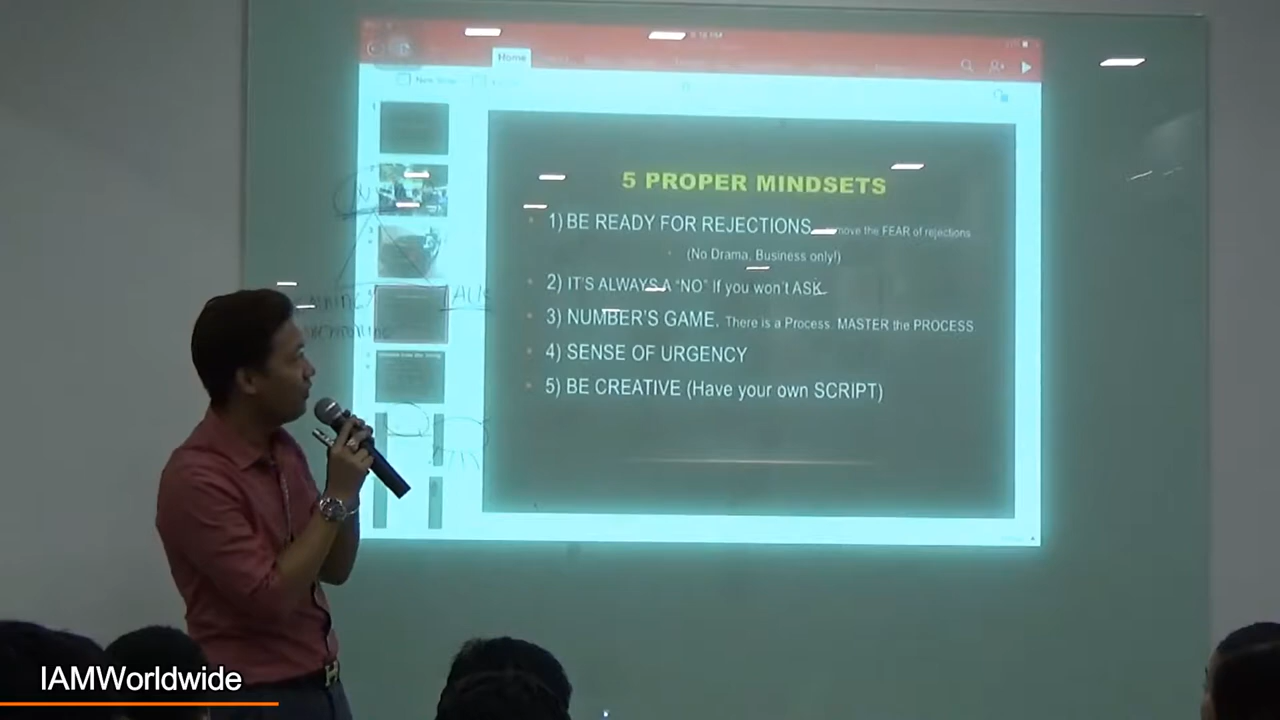 Home
New Slide
5 PROPER MINDSETS
1) BE READY FOR REJECTIONS the FEAR of rejections
(No Drama, Business only!)
2) IT'S ALWAYS A "NO" If you won't ASK..
3) NUMBER'S GAME. There is a Process. MASTER the PROCESS
4) SENSE OF URGENCY
5) BE CREATIVE (Have your own SCRIPT)
IAMWorldwide